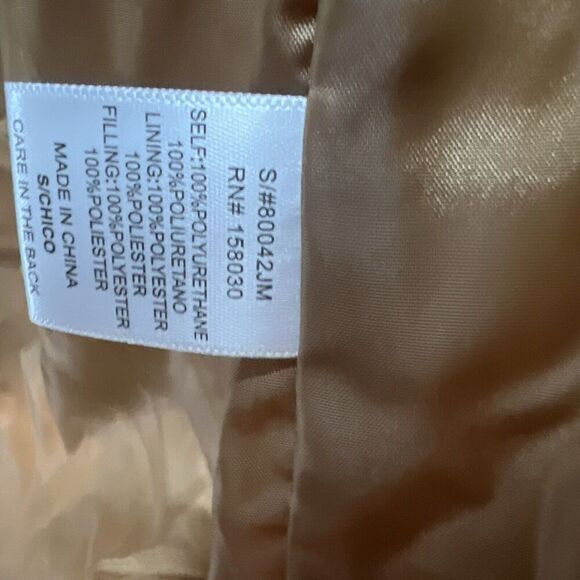 S/#80042JM
RN# 158030
SELF:100%POLYURETHANE
100%POLIURETANO
LINING:100%POLYESTER
100%POLIESTER
FILLING:100%POLYESTER
100%POLIESTER
MADE IN CHINA
S/CHICO
CARE IN THE BACK